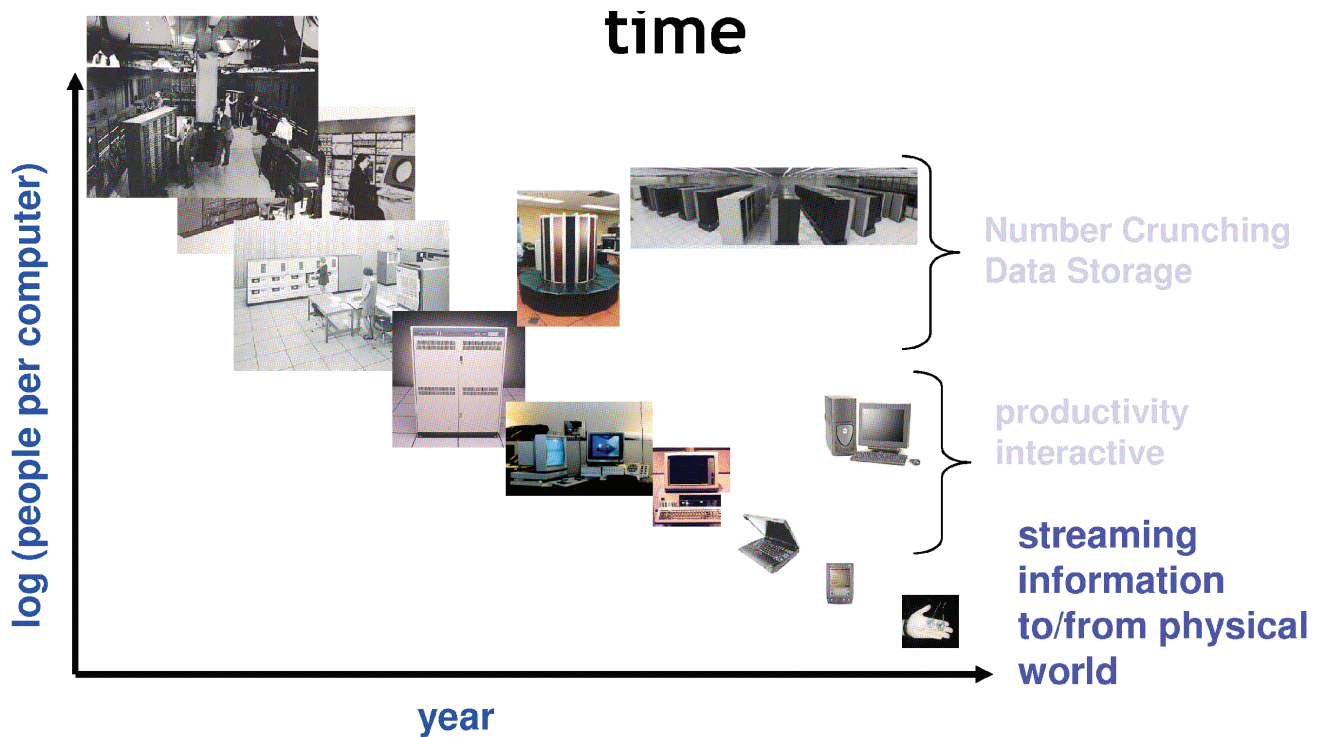 time
log (people per computer)
Number Crunching
Data Storage
productivity
interactive
streaming
information
to/from physical
world
year